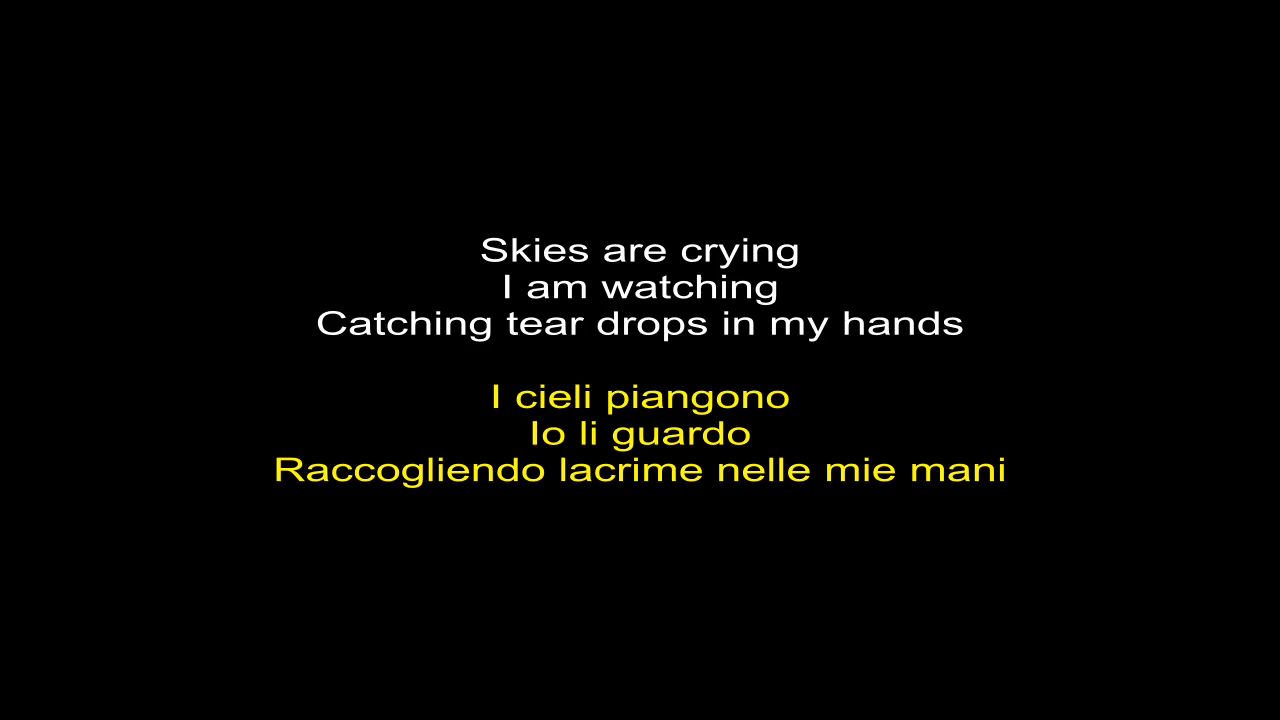 Skies are crying
I am watching
Catching tear drops in my hands
I cieli piangono
Io li guardo
Raccogliendo lacrime nelle mie mani